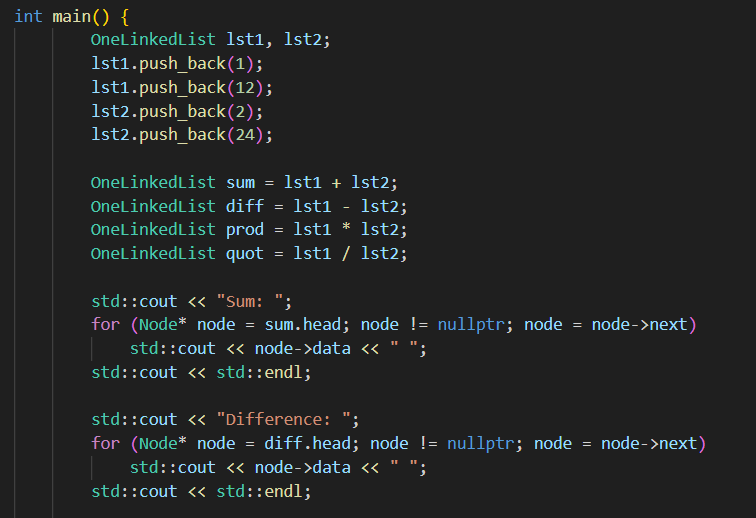 int main() {
OneLinkedList lst1, lst2;
lst1.push_back(1);
lst1.push_back(12);
lst2.push_back(2);
lst2.push_back(24);
OneLinkedList sum = lst1 + lst2;
OneLinkedList diff = lst1 - lst2;
OneLinkedList prod = lst1 * lst2;
OneLinkedList quot = lst1 / lst2;
std::cout << "Sum: ";
for (Node* node = sum.head; node != nullptr; node = node->next)
std::cout << node->data << " ";
std::cout << std::endl;
std::cout << "Difference: ";
for (Node* node = diff.head; node != nullptr; node = node->next)
std::cout << node->data << " ";
std::cout << std::endl;